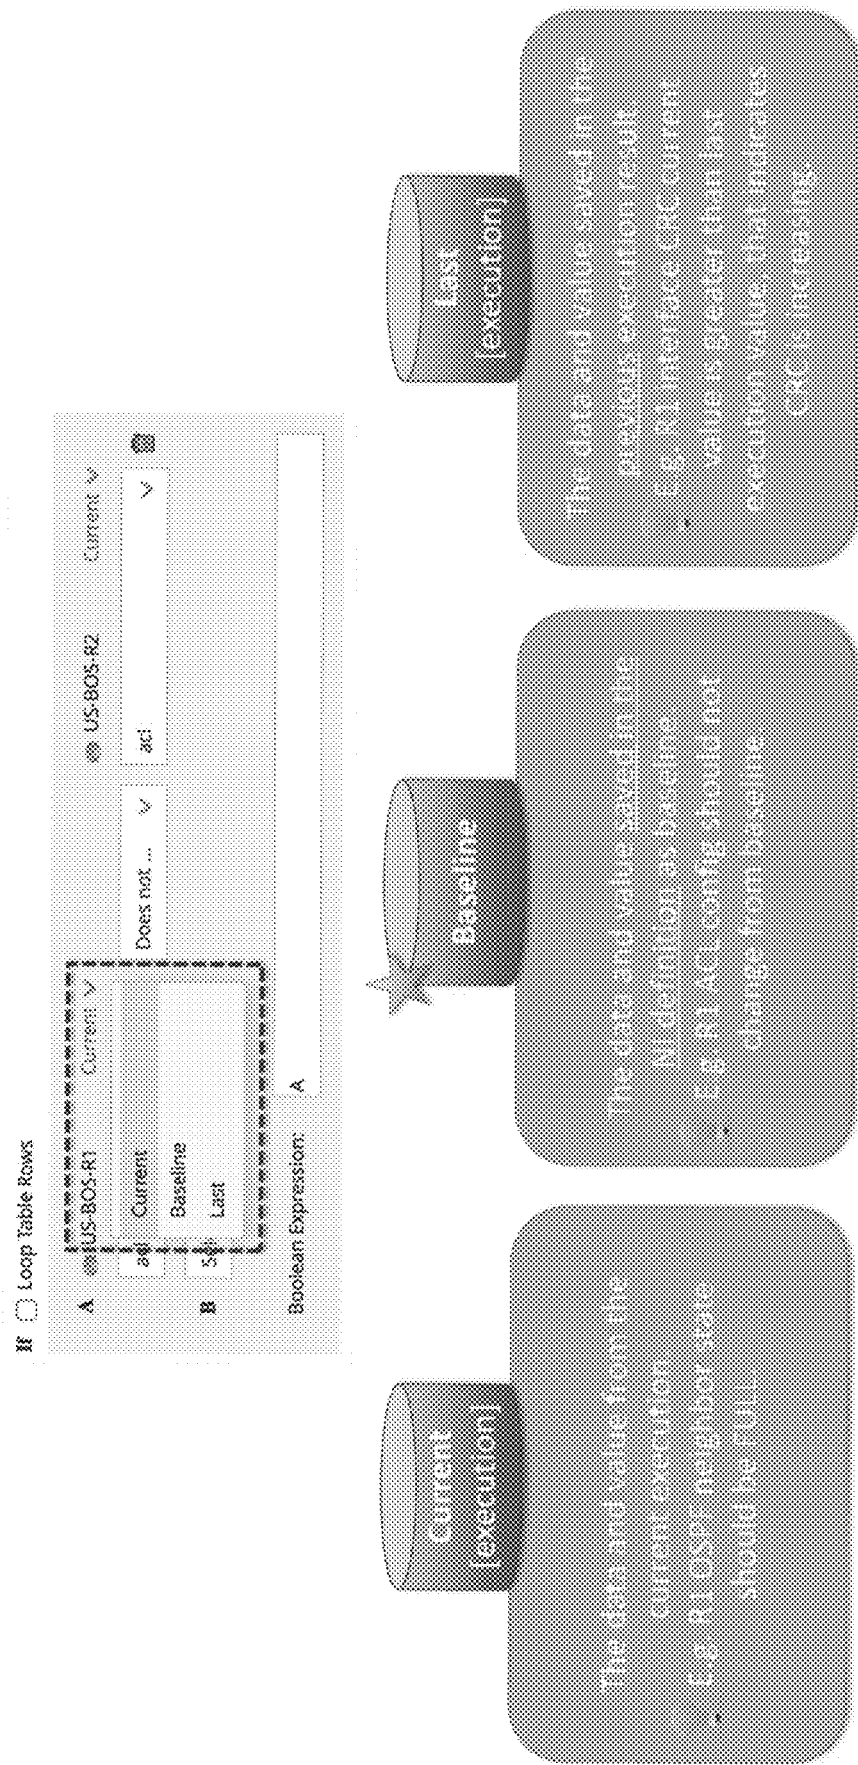 If Loop Table Rows
A US-BOS-R1 Current US-BOS-R2 Current
acl Current Does not ... acl
Baseline
B Last
Boolean Expression: A
Current
[execution]
The data and value from the
current execution
E.g. R1 OSPF neighbor state
should be FULL.
Baseline
The data and value saved in the
NI definition as baseline
E.g. R1 ACL config should not
change from baseline
Last
[execution]
The data and value saved in the
previous execution result
E.g. R1 interface CRC current
value is greater than last
execution value, that indicates
CRC is increasing.